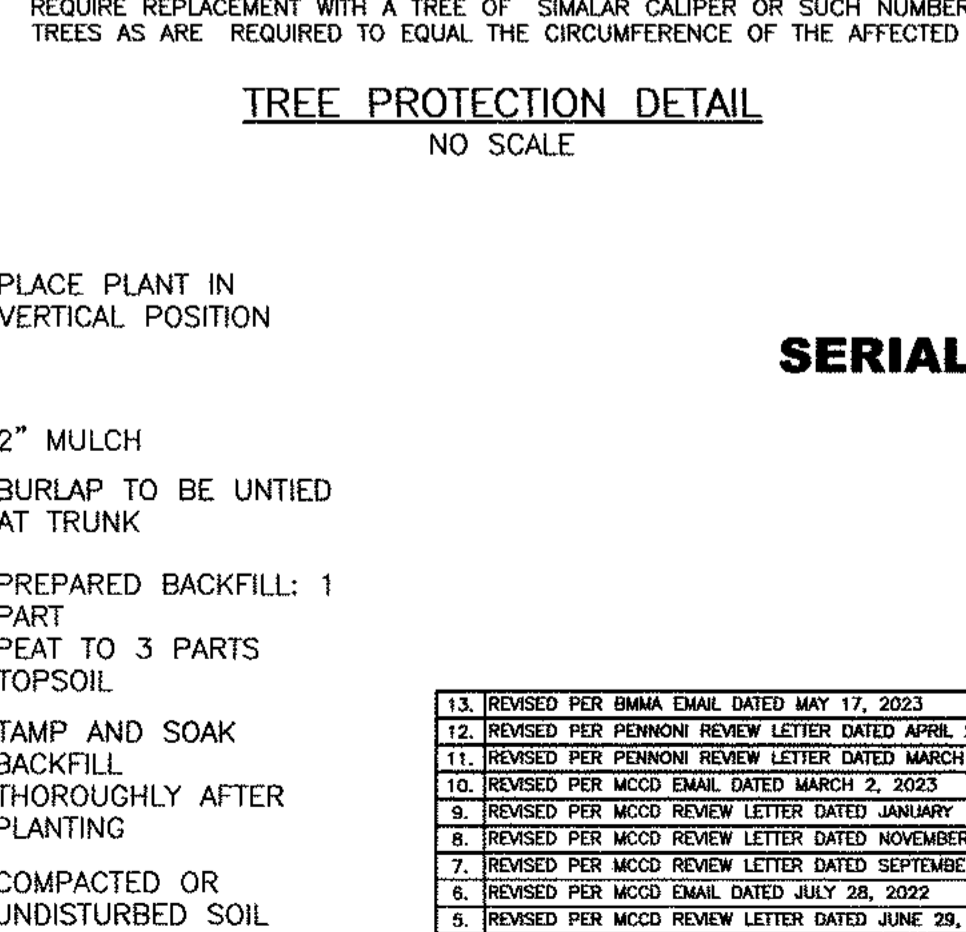 REQUIRE REPLACEMENT WITH A TREE OF SIMALAR CALIPER OR SUCH NUMBER
TREES AS ARE REQUIRED TO EQUAL THE CIRCUMFERENCE OF THE AFFECTED
TREE PROTECTION DETAIL
NO SCALE
PLACE PLANT IN
VERTICAL POSITION
SERIAL
2" MULCH
BURLAP TO BE UNTIED
AT TRUNK
PREPARED BACKFILL: 1
PART
PEAT TO 3 PARTS
TOPSOIL
TAMP AND SOAK
BACKFILL
THOROUGHLY AFTER
PLANTING
COMPACTED OR
UNDISTURBED SOIL
13. REVISED PER BMMA EMAIL DATED MAY 17, 2023
12. REVISED PER PENNONI REVIEW LETTER DATED APRIL
11. REVISED PER PENNONI REVIEW LETTER DATED MARCH
10. REVISED PER MCCD EMAIL DATED MARCH 2, 2023
9. REVISED PER MCCD REVIEW LETTER DATED JANUARY
8. REVISED PER MCCD REVIEW LETTER DATED NOVEMBER
7. REVISED PER MCCD REVIEW LETTER DATED SEPTEMBE
6. REVISED PER MCCD EMAIL DATED JULY 28, 2022
5. REVISED PER MCCD REVIEW LETTER DATED JUNE 29,